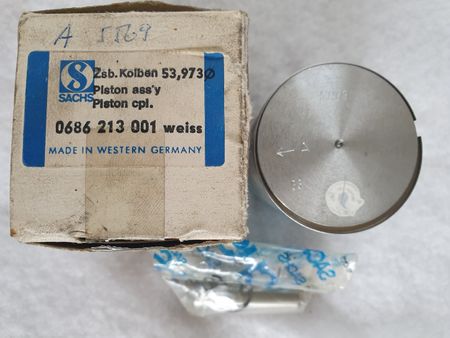 A 5569
Zsb. Kolben 53,973Ø
SACHS
Piston ass'y
Piston cpl.
0686 213 001 weiss
MADE IN WESTERN GERMANY